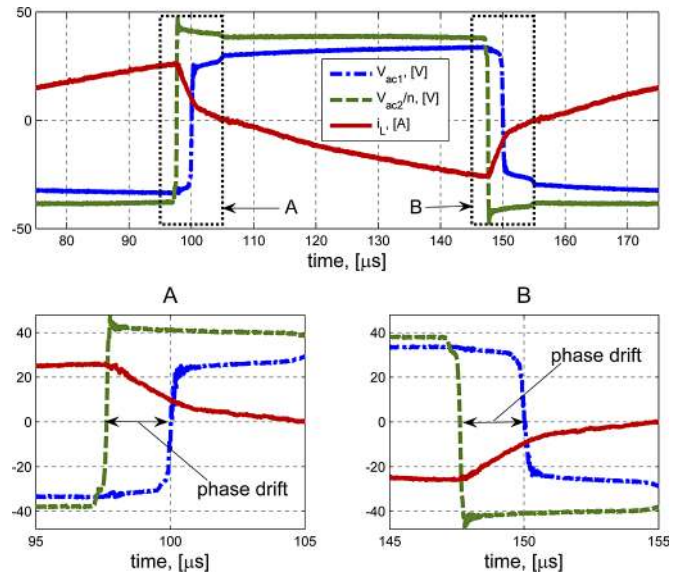 50
0
-50
V_ac1, [V]
V_ac2/n, [V]
i_L, [A]
A
B
80 90 100 110 120 130 140 150 160 170
time, [μs]
A
40
20
0
-20
-40
phase drift
95 100 105
time, [μs]
B
40
20
0
-20
-40
phase drift
145 150 155
time, [μs]